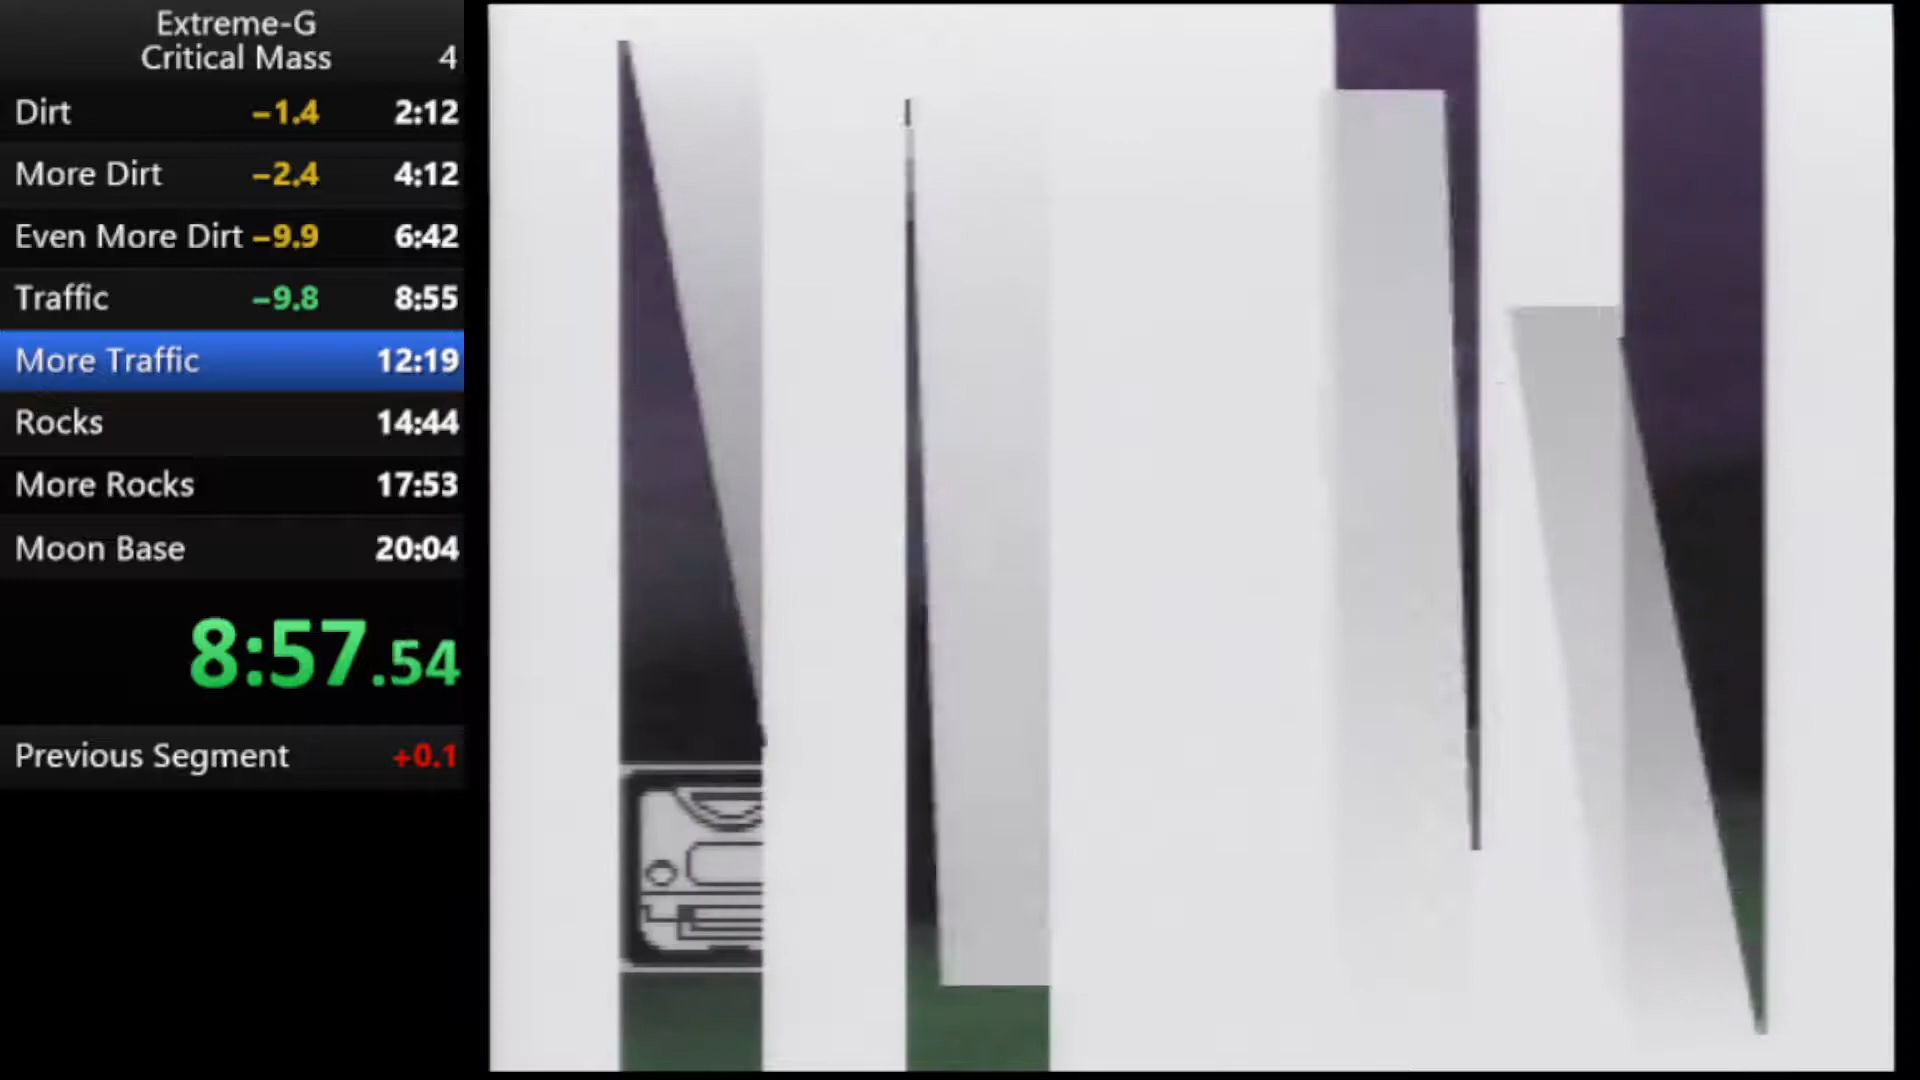 Extreme-G
Critical Mass 4
Dirt −1.4 2:12
More Dirt −2.4 4:12
Even More Dirt −9.9 6:42
Traffic −9.8 8:55
More Traffic 12:19
Rocks 14:44
More Rocks 17:53
Moon Base 20:04
8:57.54
Previous Segment +0.1